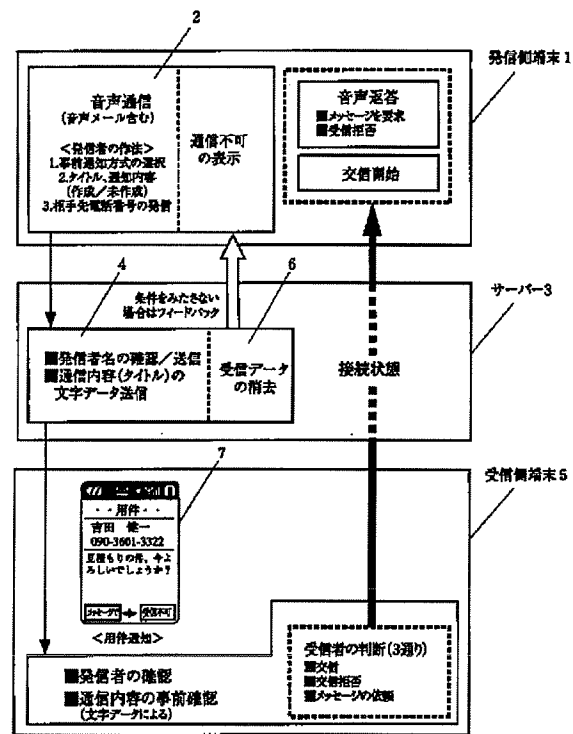 2
発信側端末1
音声通信
(音声メール含む)
<発信者の作法>
1.事前通知方式の選択
2.タイトル、通知内容
(作成/未作成)
3.相手先電話番号の発信
通信不可
の表示
音声返答
■メッセージを要求
■受信拒否
交信開始
4
条件をみたさない
場合はフィードバック
6
サーバー3
■発信者名の確認/送信
■通信内容(タイトル)の
文字データ送信
受信データ
の消去
接続状態
7
受信側端末5
- - 用件 - -
吉田 健一
090-3601-3322
見積もりの件、今よ
ろしいでしょうか?
メッセージで
受信不可
<用件通知>
■発信者の確認
■通信内容の事前確認
(文字データによる)
受信者の判断(3通り)
■交信
■交信拒否
■メッセージの依頼